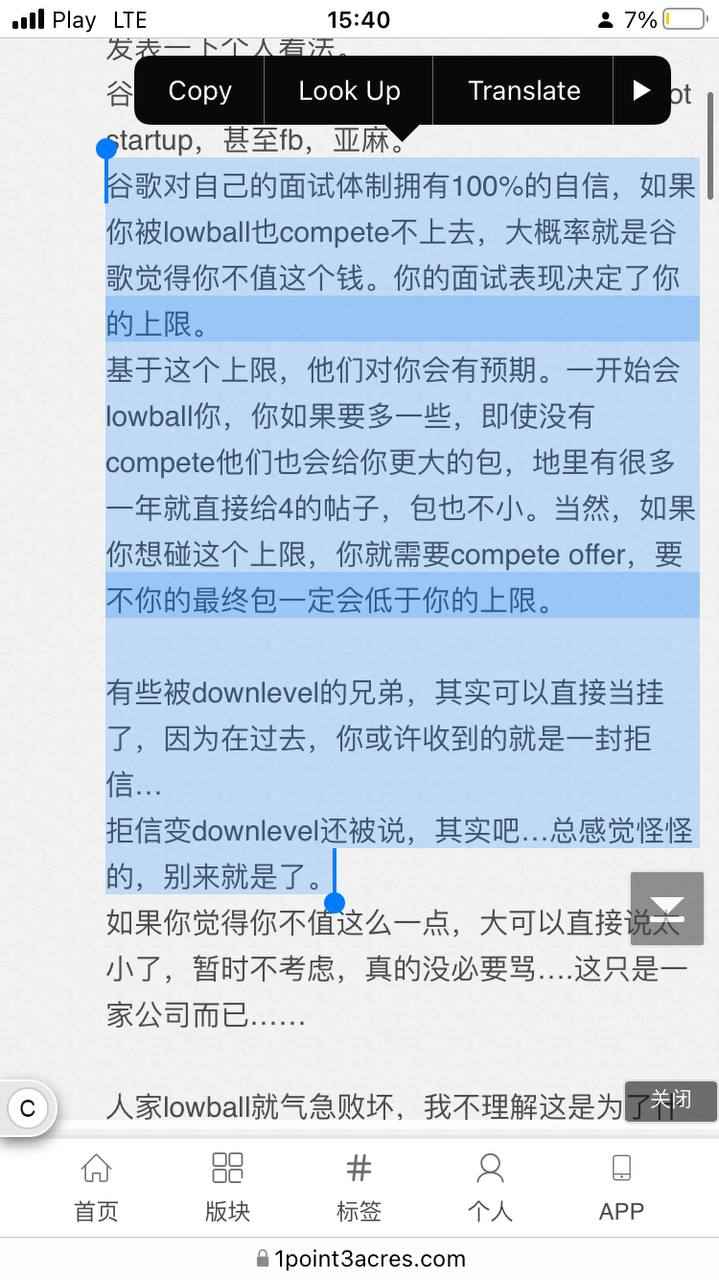 Play LTE 15:40 7%
发表一下个人看法。
Copy Look Up Translate
谷 ot
startup，甚至fb，亚麻。
谷歌对自己的面试体制拥有100%的自信，如果
你被lowball也compete不上去，大概率就是谷
歌觉得你不值这个钱。你的面试表现决定了你
的上限。
基于这个上限，他们对你会有预期。一开始会
lowball你，你如果要多一些，即使没有
compete他们也会给你更大的包，地里有很多
一年就直接给4的帖子，包也不小。当然，如果
你想碰这个上限，你就需要compete offer，要
不你的最终包一定会低于你的上限。
有些被downlevel的兄弟，其实可以直接当挂
了，因为在过去，你或许收到的就是一封拒
信…
拒信变downlevel还被说，其实吧…总感觉怪怪
的，别来就是了。
如果你觉得你不值这么一点，大可以直接说太
小了，暂时不考虑，真的没必要骂….这只是一
家公司而已……
人家lowball就气急败坏，我不理解这是为了什
关闭
C
首页 版块 标签 个人 APP
1point3acres.com